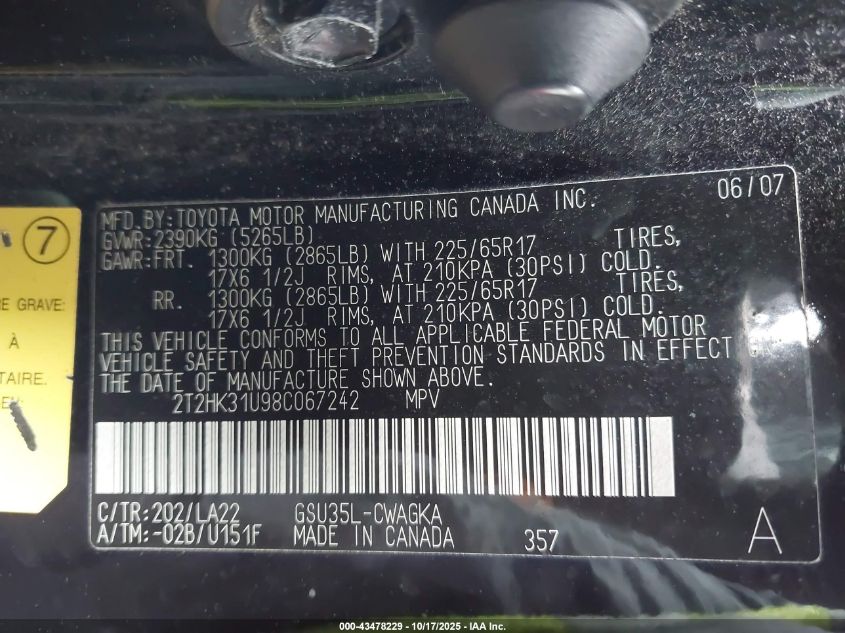 7
RE GRAVE:
À
TAIRE.
06/07
MFD. BY: TOYOTA MOTOR MANUFACTURING CANADA INC.
GVWR: 2390KG (5265LB)
GAWR: FRT. 1300KG (2865LB) WITH 225/65R17 TIRES,
17X6 1/2J RIMS, AT 210KPA (30PSI) COLD.
RR. 1300KG (2865LB) WITH 225/65R17 TIRES,
17X6 1/2J RIMS, AT 210KPA (30PSI) COLD.
THIS VEHICLE CONFORMS TO ALL APPLICABLE FEDERAL MOTOR
VEHICLE SAFETY AND THEFT PREVENTION STANDARDS IN EFFECT
THE DATE OF MANUFACTURE SHOWN ABOVE.
2T2HK31U98C067242 MPV
C/TR: 202/LA22 GSU35L-CWAGKA
A/TM: -02B/U151F MADE IN CANADA 357 A
000-43478229 - 10/17/2025 - IAA Inc.